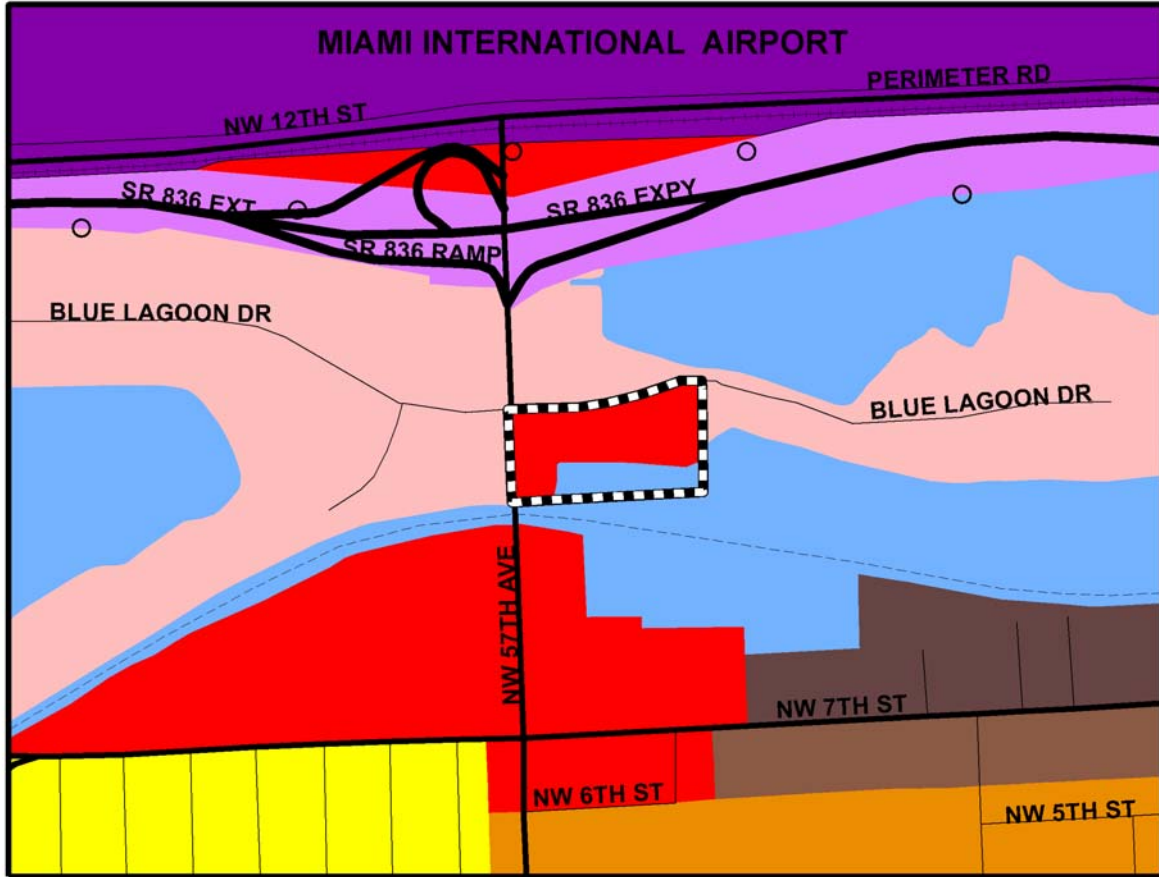 MIAMI INTERNATIONAL AIRPORT
PERIMETER RD
NW 12TH ST
SR 836 EXT
SR 836 EXPY
SR 836 RAMP
BLUE LAGOON DR
BLUE LAGOON DR
NW 57TH AVE
NW 7TH ST
NW 6TH ST
NW 5TH ST